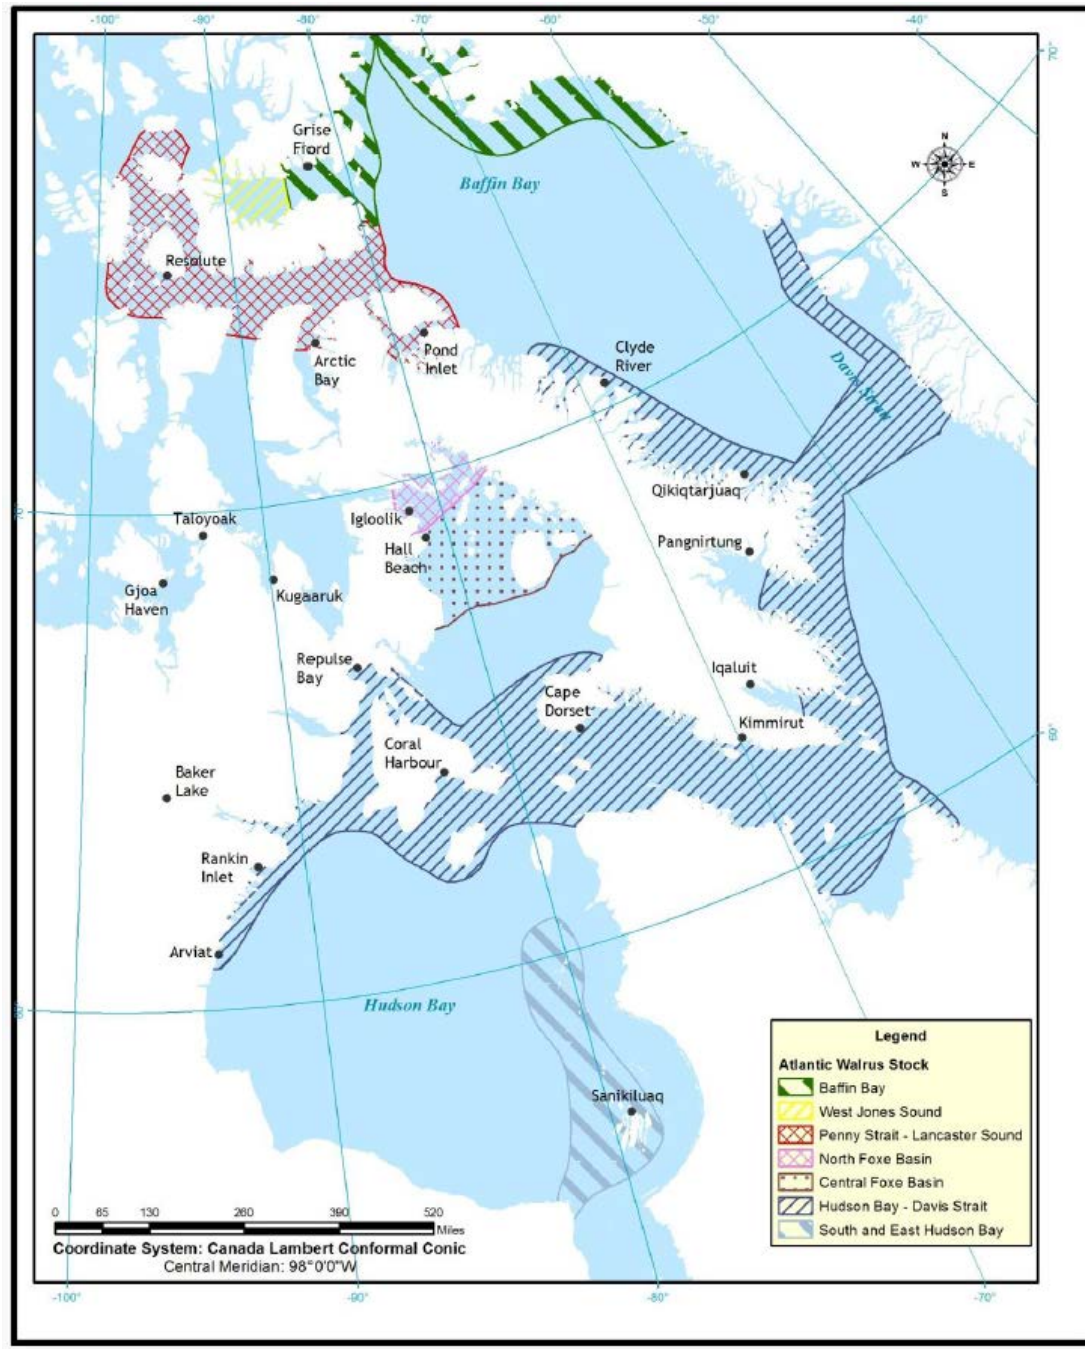 -100°
-90°
-80°
-70°
-60°
-50°
-40°
70°
Grise
Fiord
N
W
E
S
Baffin Bay
Resolute
Arctic
Bay
Pond
Inlet
Clyde
River
Davis Strait
Qikiqtarjuaq
Igloolik
Taloyoak
70°
Hall
Beach
Pangnirtung
Gjoa
Haven
Kugaaruk
Repulse
Bay
Iqaluit
Cape
Dorset
Kimmirut
60°
Coral
Harbour
Baker
Lake
Rankin
Inlet
Arviat
Hudson Bay
60°
Sanikiluaq
Legend
Atlantic Walrus Stock
Baffin Bay
West Jones Sound
Penny Strait - Lancaster Sound
North Foxe Basin
Central Foxe Basin
Hudson Bay - Davis Strait
South and East Hudson Bay
0 65 130 260 390 520
Miles
Coordinate System: Canada Lambert Conformal Conic
Central Meridian: 98°0'0"W
-100°
-90°
-80°
-70°